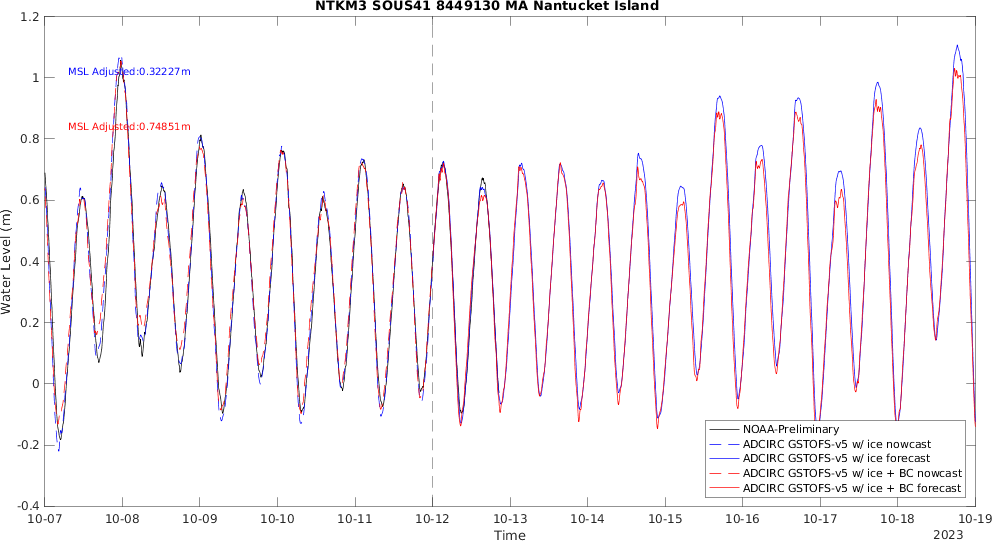 NTKM3 SOUS41 8449130 MA Nantucket Island
1.2
1
0.8
0.6
0.4
0.2
0
-0.2
-0.4
Water Level (m)
MSL Adjusted:0.32227m
MSL Adjusted:0.74851m
NOAA-Preliminary
ADCIRC GSTOFS-v5 w/ ice nowcast
ADCIRC GSTOFS-v5 w/ ice forecast
ADCIRC GSTOFS-v5 w/ ice + BC nowcast
ADCIRC GSTOFS-v5 w/ ice + BC forecast
10-07 10-08 10-09 10-10 10-11 10-12 10-13 10-14 10-15 10-16 10-17 10-18 10-19
Time
2023